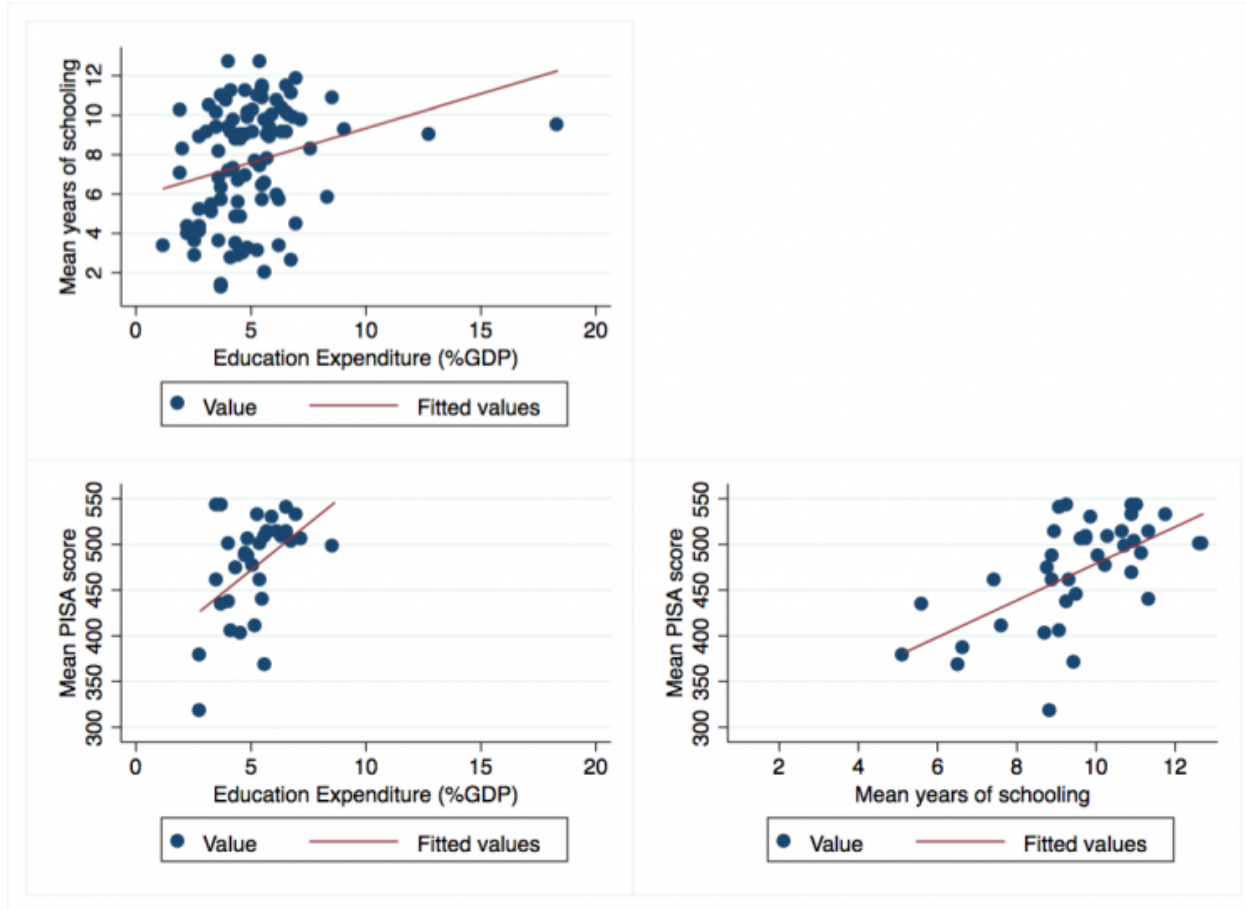 Mean years of schooling
12
10
8
6
4
2
0 5 10 15 20
Education Expenditure (%GDP)
Value Fitted values
Mean PISA score
550
500
450
400
350
300
0 5 10 15 20
Education Expenditure (%GDP)
Value Fitted values
Mean PISA score
550
500
450
400
350
300
2 4 6 8 10 12
Mean years of schooling
Value Fitted values